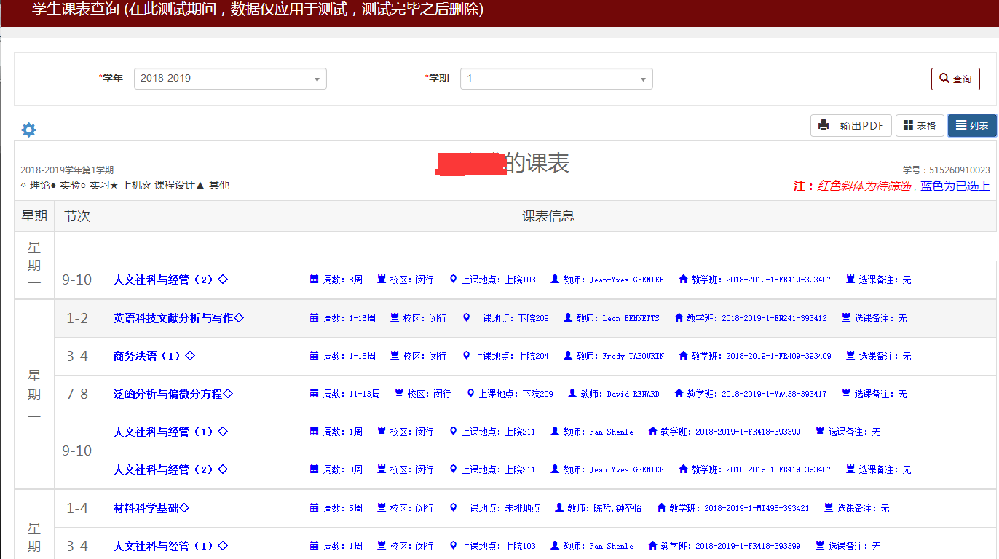 学生课表查询 (在此测试期间，数据仅应用于测试，测试完毕之后删除)
*学年 2018-2019 *学期 1 查询
输出PDF 表格 列表
的课表
2018-2019学年第1学期 学号：515260910023
◇-理论●-实验○-实习★-上机☆-课程设计▲-其他 注：红色斜体为待筛选，蓝色为已选上
星期 节次 课表信息
星期一
9-10 人文社科与经管（2）◇ 周数：8周 校区：闵行 上课地点：上院103 教师：Jean-Yves GRENIER 教学班：2018-2019-1-FR419-393407 选课备注：无
星期二
1-2 英语科技文献分析与写作◇ 周数：1-16周 校区：闵行 上课地点：下院209 教师：Leon BENNETTS 教学班：2018-2019-1-EN241-393412 选课备注：无
3-4 商务法语（1）◇ 周数：1-16周 校区：闵行 上课地点：上院204 教师：Fredy TABOURIN 教学班：2018-2019-1-FR409-393409 选课备注：无
7-8 泛函分析与偏微分方程◇ 周数：11-13周 校区：闵行 上课地点：下院209 教师：David RENARD 教学班：2018-2019-1-MA438-393417 选课备注：无
9-10 人文社科与经管（1）◇ 周数：1周 校区：闵行 上课地点：上院211 教师：Pan Shenle 教学班：2018-2019-1-FR418-393399 选课备注：无
人文社科与经管（2）◇ 周数：8周 校区：闵行 上课地点：上院211 教师：Jean-Yves GRENIER 教学班：2018-2019-1-FR419-393407 选课备注：无
星期
1-4 材料科学基础◇ 周数：5周 校区：闵行 上课地点：未排地点 教师：陈哲,钟圣怡 教学班：2018-2019-1-MT495-393421 选课备注：无
3-4 人文社科与经管（1）◇ 周数：1周 校区：闵行 上课地点：上院103 教师：Pan Shenle 教学班：2018-2019-1-FR418-393399 选课备注：无